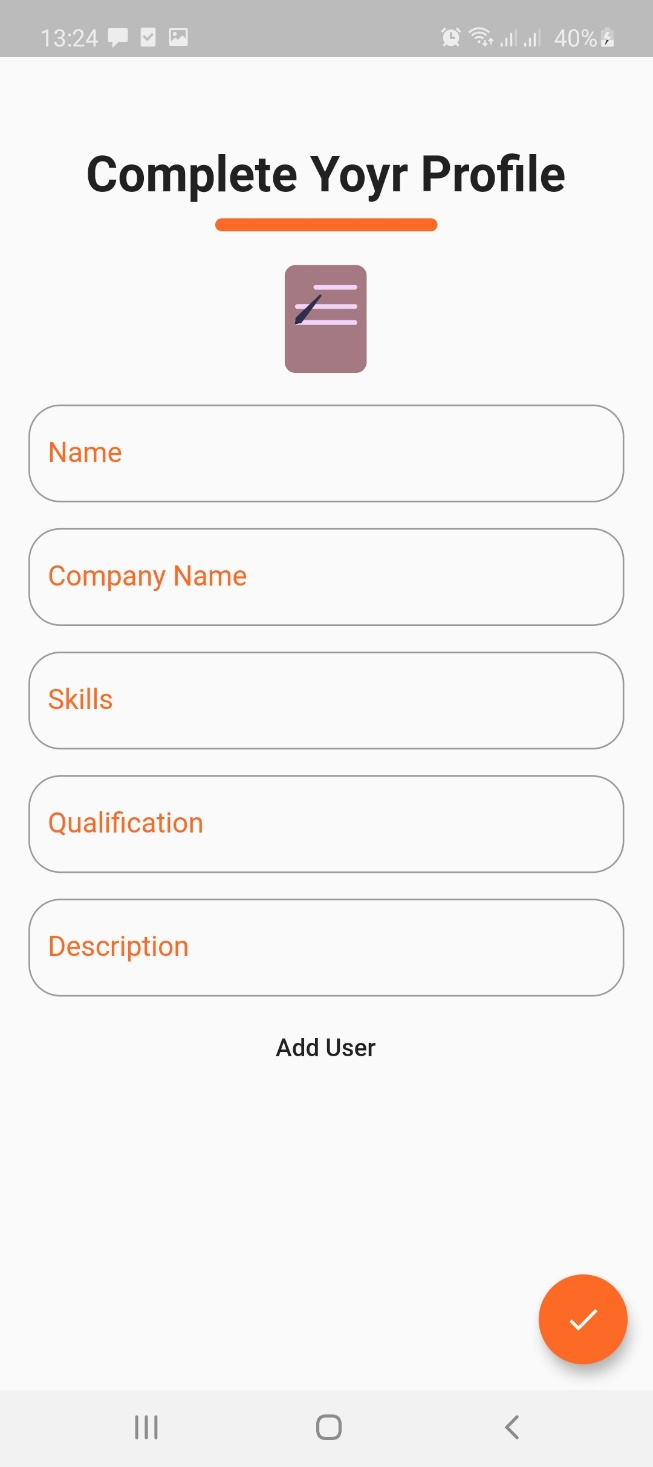 13:24
40%
Complete Yoyr Profile
Name
Company Name
Skills
Qualification
Description
Add User